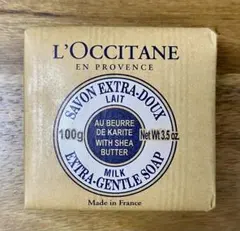 L'OCCITANE
EN PROVENCE
SAVON EXTRA-DOUX
LAIT
100g
AU BEURRE
DE KARITE
WITH SHEA
BUTTER
Net Wt 3.5 oz.
MILK
EXTRA-GENTLE SOAP
Made in France